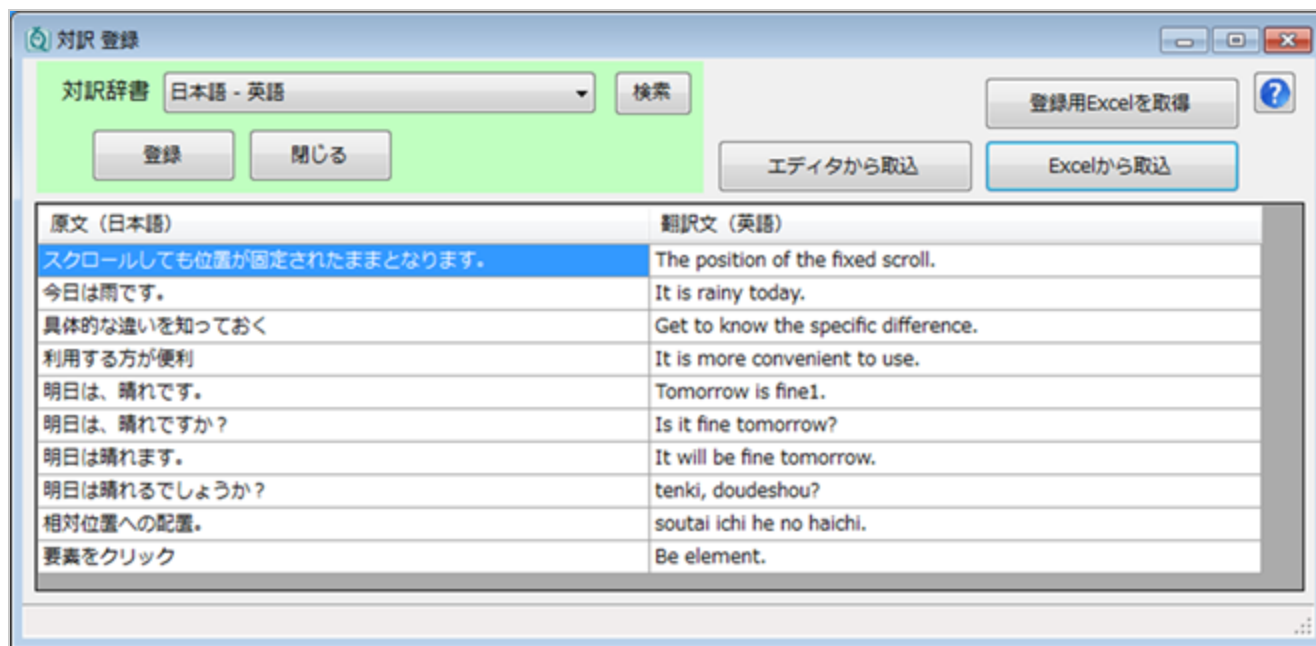 対訳 登録
対訳辞書 日本語 - 英語 検索
登録用Excelを取得
登録 閉じる
エディタから取込 Excelから取込
原文（日本語） 翻訳文（英語）
スクロールしても位置が固定されたままとなります。 The position of the fixed scroll.
今日は雨です。 It is rainy today.
具体的な違いを知っておく Get to know the specific difference.
利用する方が便利 It is more convenient to use.
明日は、晴れです。 Tomorrow is fine1.
明日は、晴れですか？ Is it fine tomorrow?
明日は晴れます。 It will be fine tomorrow.
明日は晴れるでしょうか？ tenki, doudeshou?
相対位置への配置。 soutai ichi he no haichi.
要素をクリック Be element.